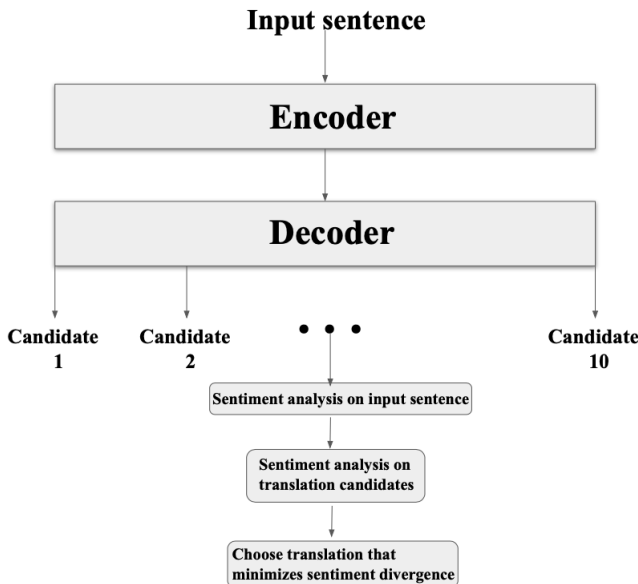 Input sentence
Encoder
Decoder
Candidate
1
Candidate
2
• • •
Candidate
10
Sentiment analysis on input sentence
Sentiment analysis on
translation candidates
Choose translation that
minimizes sentiment divergence